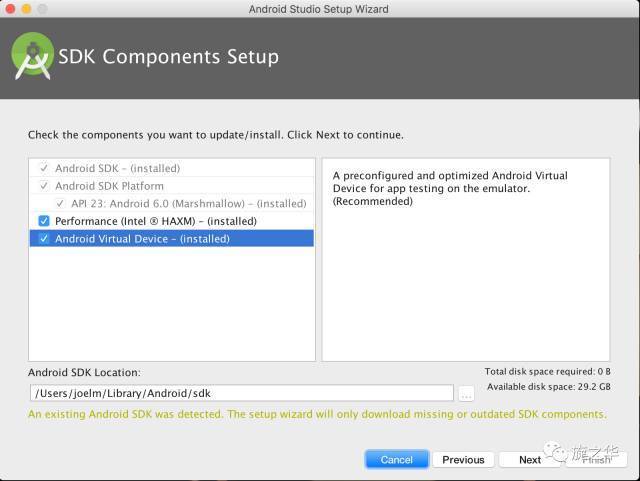 Android Studio Setup Wizard
SDK Components Setup
Check the components you want to update/install. Click Next to continue.
Android SDK – (installed)
Android SDK Platform
API 23: Android 6.0 (Marshmallow) – (installed)
Performance (Intel ® HAXM) – (installed)
Android Virtual Device – (installed)
A preconfigured and optimized Android Virtual
Device for app testing on the emulator.
(Recommended)
Android SDK Location:
/Users/joelm/Library/Android/sdk
...
Total disk space required: 0 B
Available disk space: 29.2 GB
An existing Android SDK was detected. The setup wizard will only download missing or outdated SDK components.
Cancel
Previous
Next
Finish
旋之华